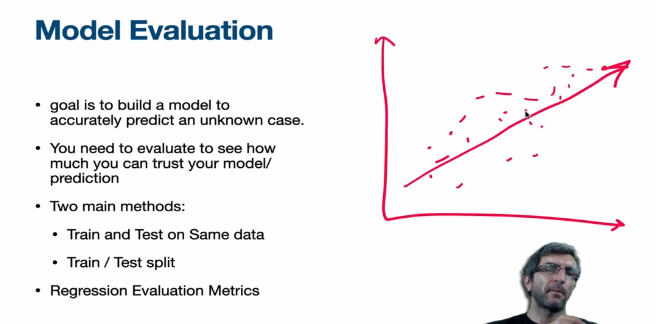 Model Evaluation
• goal is to build a model to
accurately predict an unknown case.
• You need to evaluate to see how
much you can trust your model/
prediction
• Two main methods:
• Train and Test on Same data
• Train / Test split
• Regression Evaluation Metrics